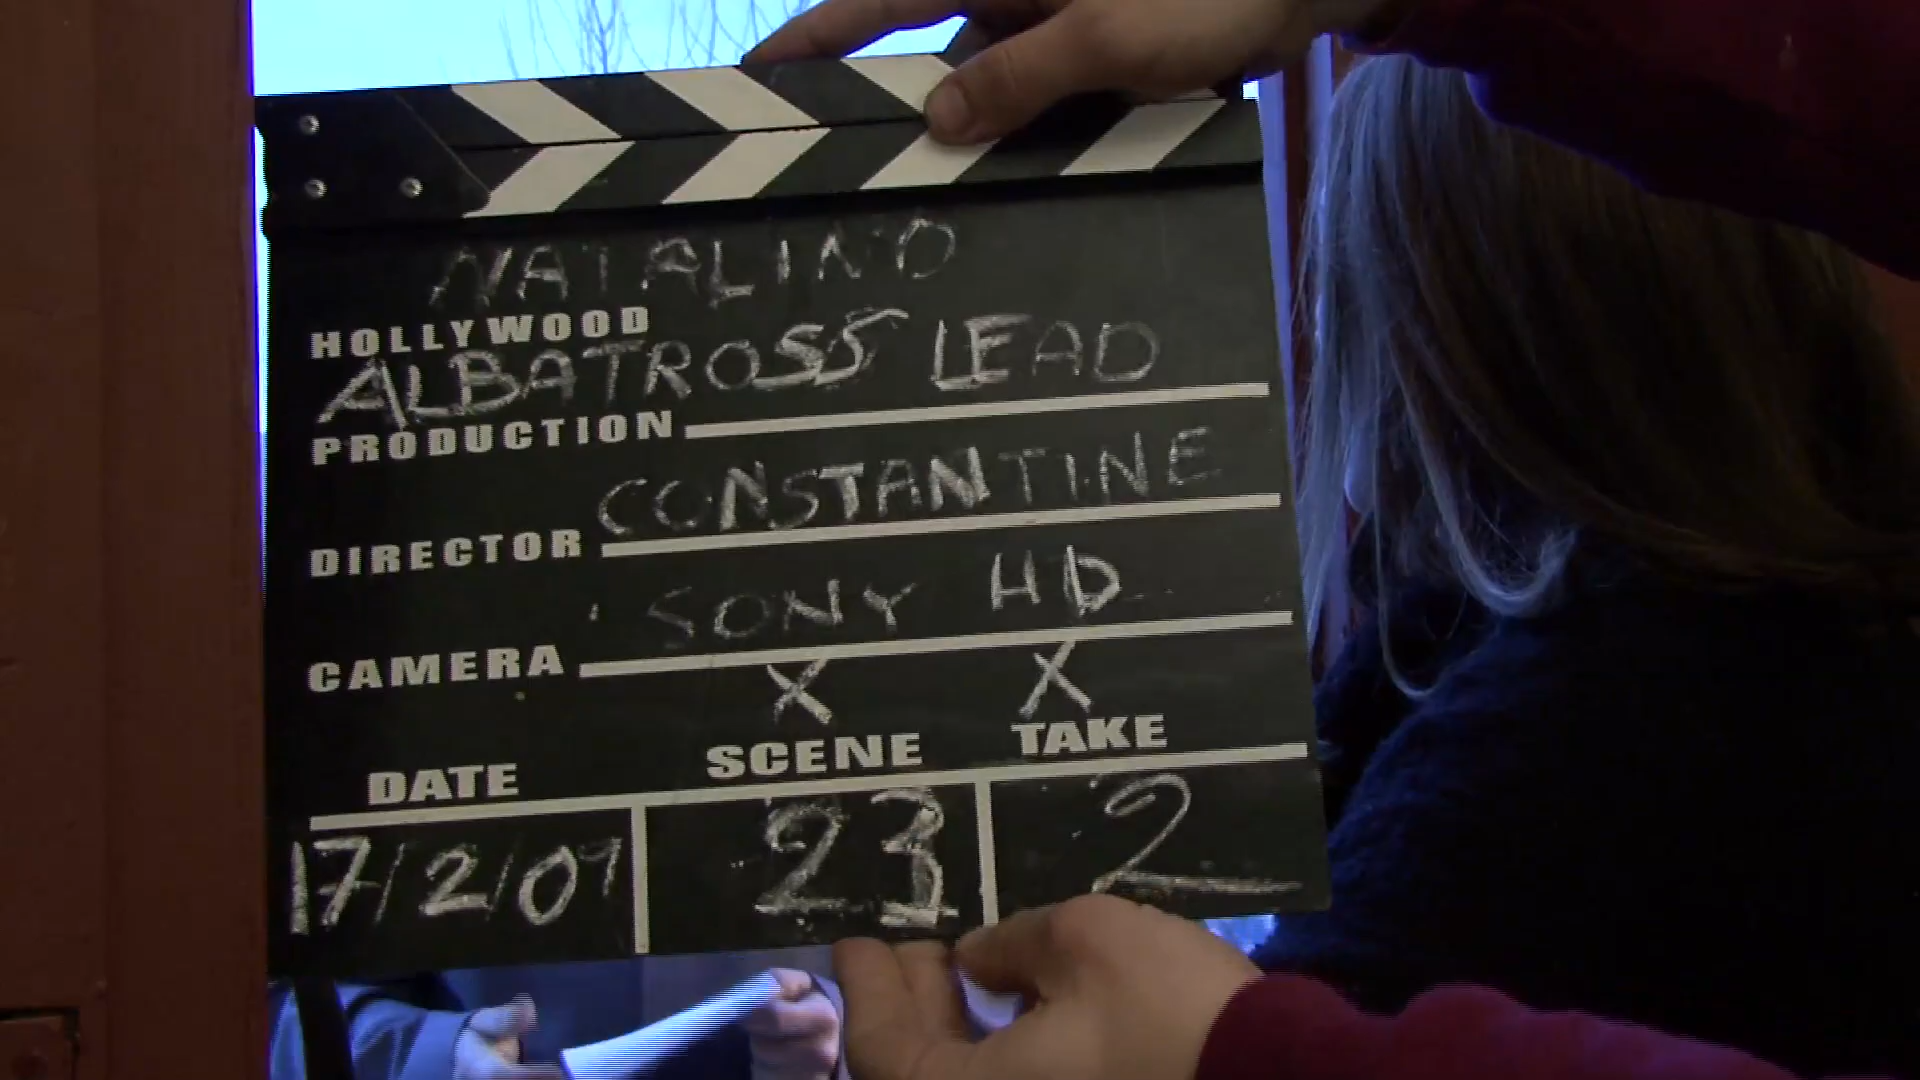 NATALINO
HOLLYWOOD
ALBATROSS LEAD
PRODUCTION
CONSTANTINE
DIRECTOR
SONY HD
CAMERA
X X
DATE SCENE TAKE
17/2/09 23 2